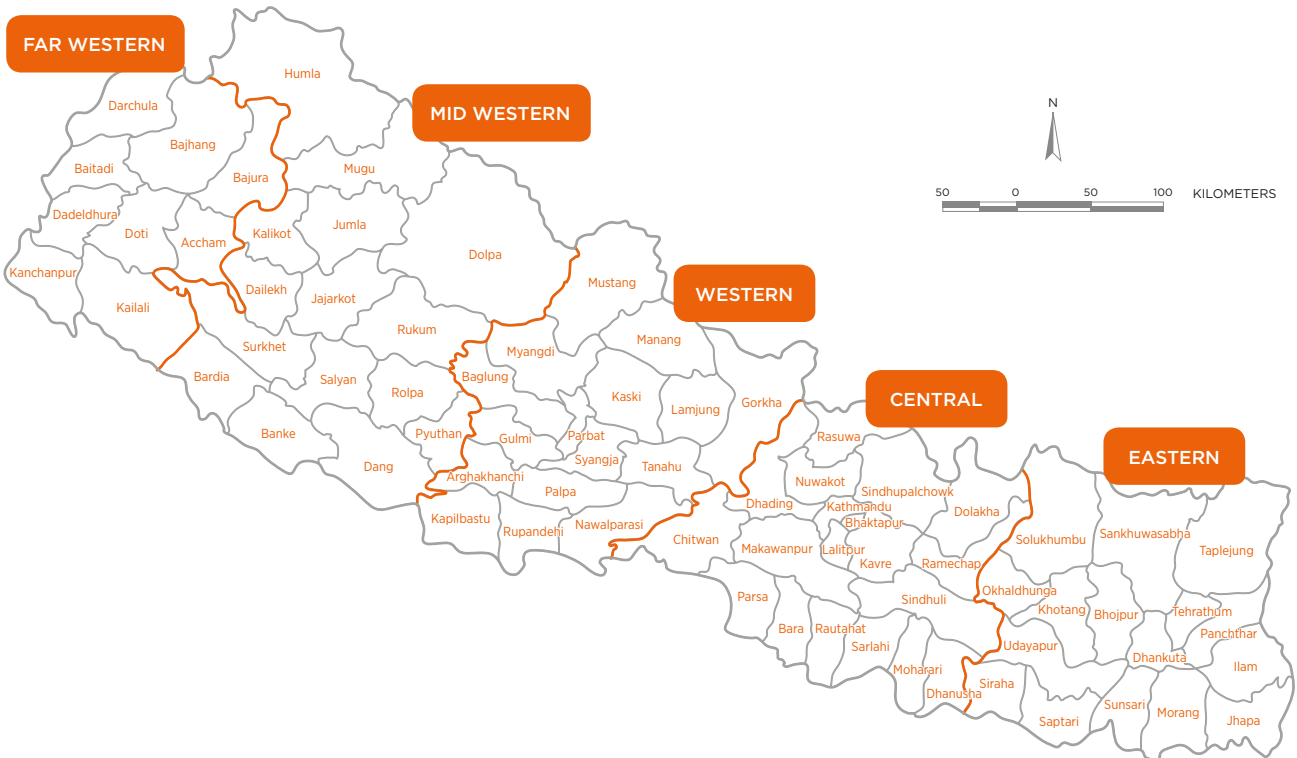 FAR WESTERN
Humla
MID WESTERN
Darchula
N
Bajhang
Baitadi
Mugu
Bajura
50 0 50 100 KILOMETERS
Dadeldhura
Doti
Accham
Kalikot
Jumla
Dolpa
Kanchanpur
Dailekh
Jajarkot
Mustang
WESTERN
Kailali
Rukum
Surkhet
Myangdi
Manang
Bardia
Salyan
Rolpa
Baglung
Kaski
Lamjung
Gorkha
CENTRAL
Banke
Pyuthan
Gulmi
Parbat
Rasuwa
Dang
Syangja
Tanahu
EASTERN
Arghakhanchi
Palpa
Nuwakot
Sindhupalchowk
Dhading
Kathmandu
Dolakha
Kapilbastu
Rupandehi
Nawalparasi
Bhaktapur
Chitwan
Makawanpur
Lalitpur
Solukhumbu
Sankhuwasabha
Taplejung
Kavre
Ramechap
Parsa
Sindhuli
Okhaldhunga
Khotang
Bhojpur
Tehrathum
Bara
Rautahat
Panchthar
Sarlahi
Udayapur
Dhankuta
Ilam
Moharari
Siraha
Dhanusha
Saptari
Sunsari
Morang
Jhapa